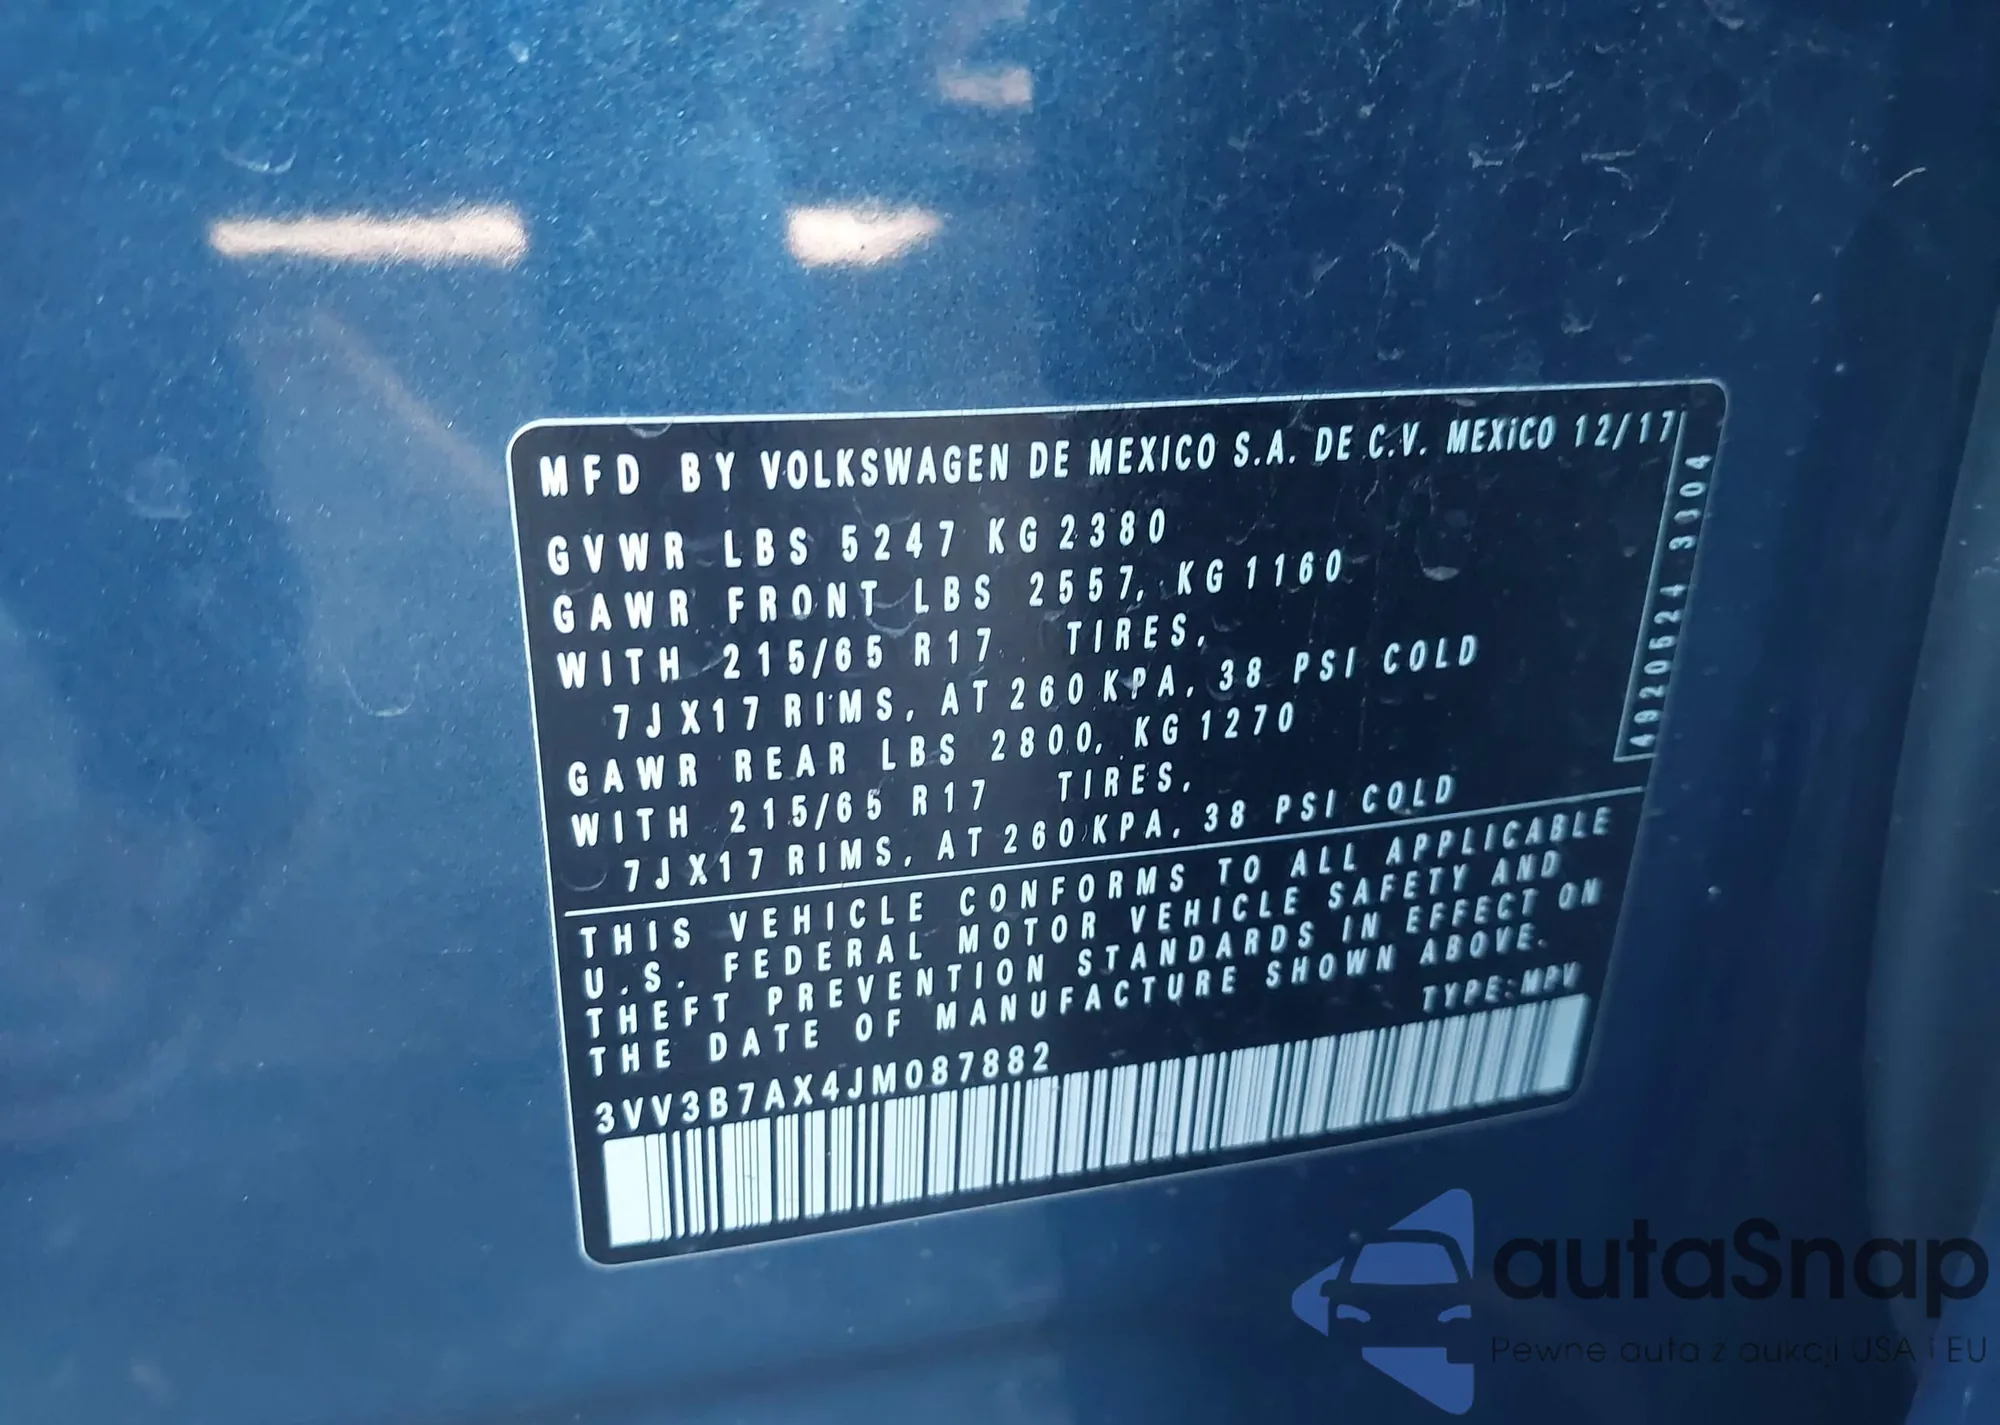 MFD BY VOLKSWAGEN DE MEXICO S.A. DE C.V. MEXICO 12/17
GVWR LBS 5247 KG 2380
GAWR FRONT LBS 2557, KG 1160
WITH 215/65 R17 TIRES,
7JX17 RIMS, AT 260 KPA, 38 PSI COLD
GAWR REAR LBS 2800, KG 1270
WITH 215/65 R17 TIRES,
7JX17 RIMS, AT 260 KPA, 38 PSI COLD
4920624 3304
THIS VEHICLE CONFORMS TO ALL APPLICABLE
U.S. FEDERAL MOTOR VEHICLE SAFETY AND
THEFT PREVENTION STANDARDS IN EFFECT ON
THE DATE OF MANUFACTURE SHOWN ABOVE.
TYPE:MPV
3VV3B7AX4JM087882
autaSnap
Pewne auta z aukcji USA i EU